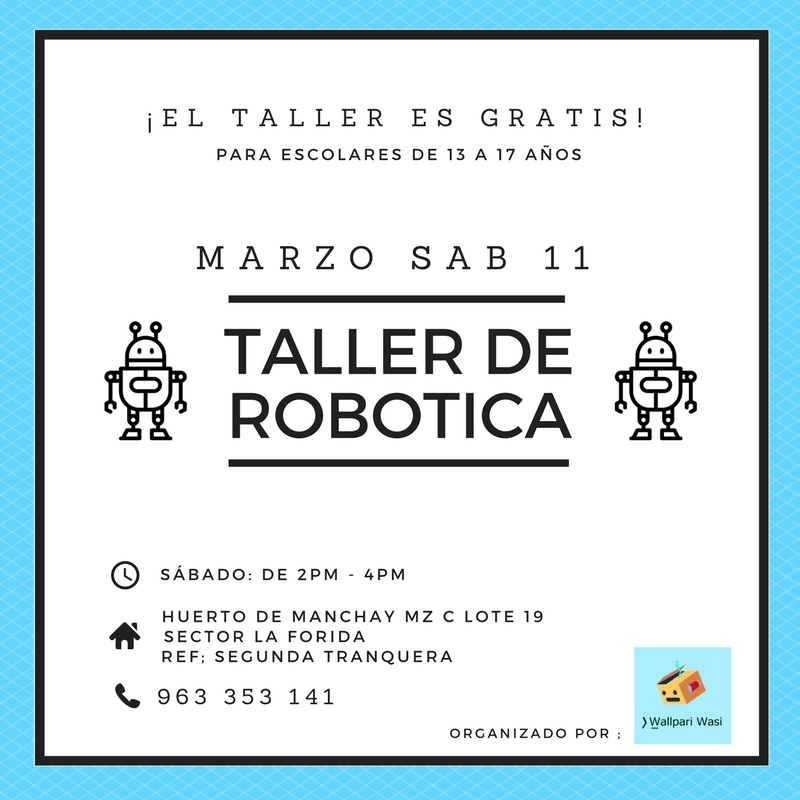 ¡EL TALLER ES GRATIS!
PARA ESCOLARES DE 13 A 17 AÑOS
MARZO SAB 11
TALLER DE
ROBOTICA
SÁBADO: DE 2PM - 4PM
HUERTO DE MANCHAY MZ C LOTE 19
SECTOR LA FORIDA
REF; SEGUNDA TRANQUERA
963 353 141
ORGANIZADO POR ;
Wallpari Wasi